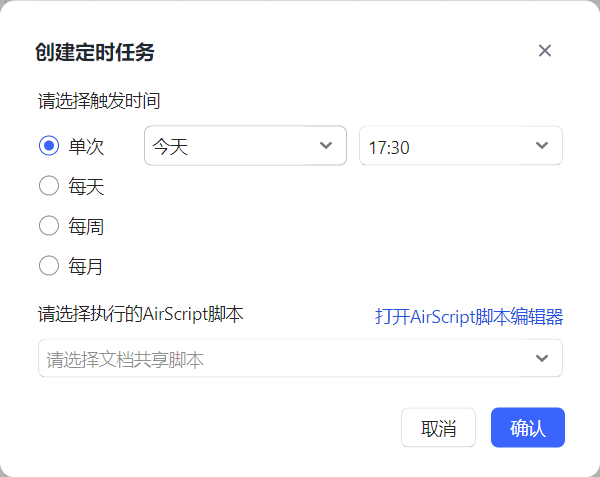 创建定时任务
请选择触发时间
单次 今天 17:30
每天
每周
每月
请选择执行的AirScript脚本 打开AirScript脚本编辑器
请选择文档共享脚本
取消 确认